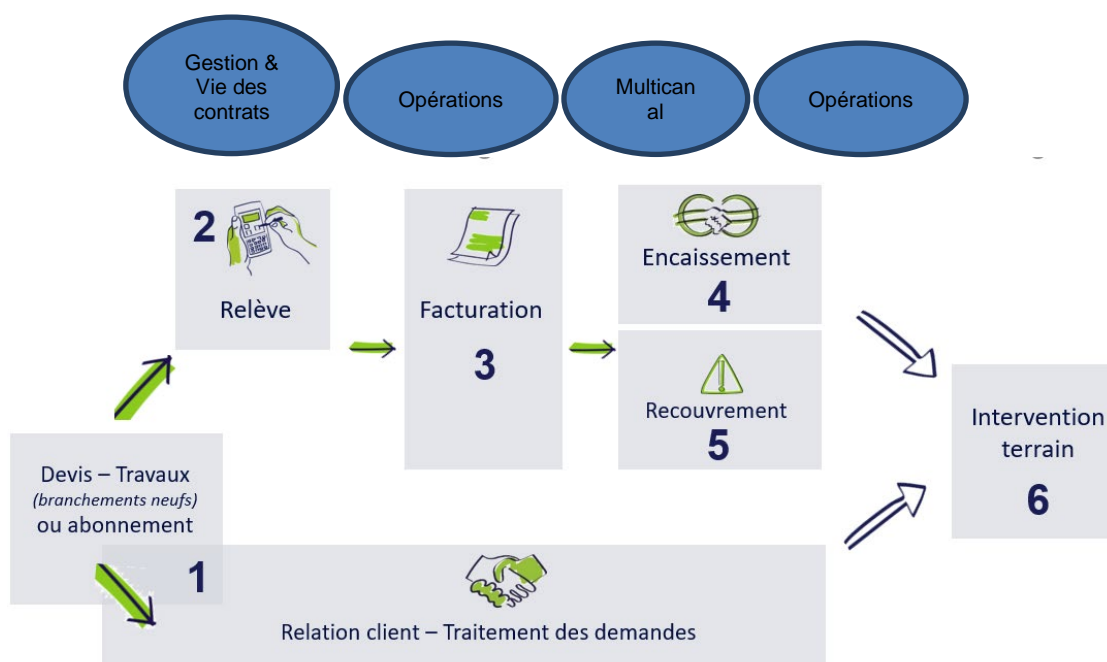 Gestion &
Vie des
contrats
Opérations
Multican
al
Opérations
2
Relève
Facturation
3
Encaissement
4
Recouvrement
5
Intervention
terrain
6
Devis – Travaux
(branchements neufs)
ou abonnement
1
Relation client – Traitement des demandes